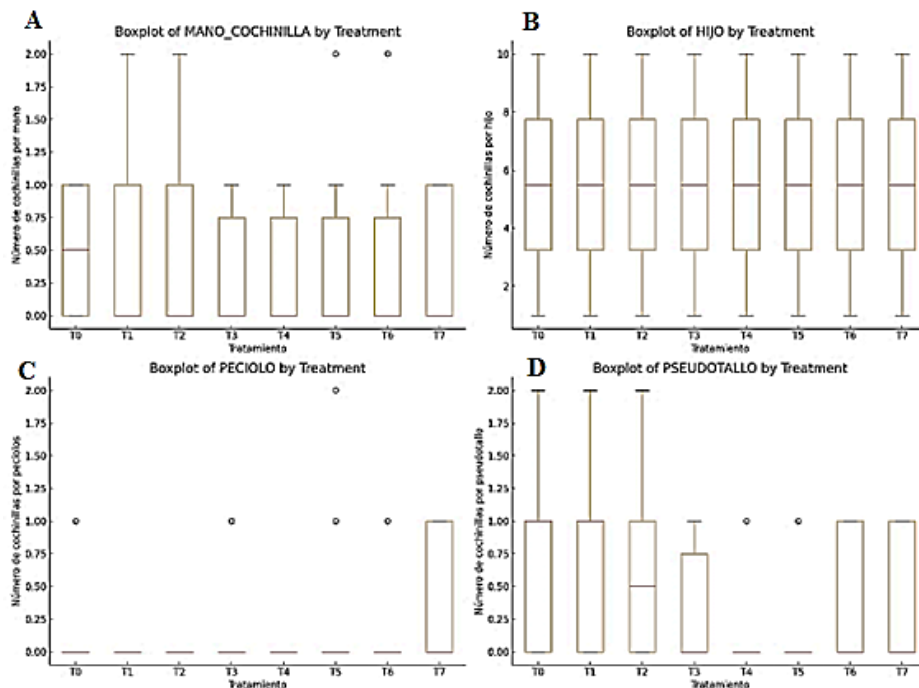 A
Boxplot of MANO_COCHINILLA by Treatment
Número de cochinillas por mano
2.00
1.75
1.50
1.25
1.00
0.75
0.50
0.25
0.00
T0 T1 T2 T3 T4 T5 T6 T7
Tratamiento
B
Boxplot of HIJO by Treatment
Número de cochinillas por hijo
10
8
6
4
2
T0 T1 T2 T3 T4 T5 T6 T7
Tratamiento
C
Boxplot of PECIOLO by Treatment
Número de cochinillas por peciolos
2.00
1.75
1.50
1.25
1.00
0.75
0.50
0.25
0.00
T0 T1 T2 T3 T4 T5 T6 T7
Tratamiento
D
Boxplot of PSEUDOTALLO by Treatment
Número de cochinillas por pseudotallo
2.00
1.75
1.50
1.25
1.00
0.75
0.50
0.25
0.00
T0 T1 T2 T3 T4 T5 T6 T7
Tratamiento